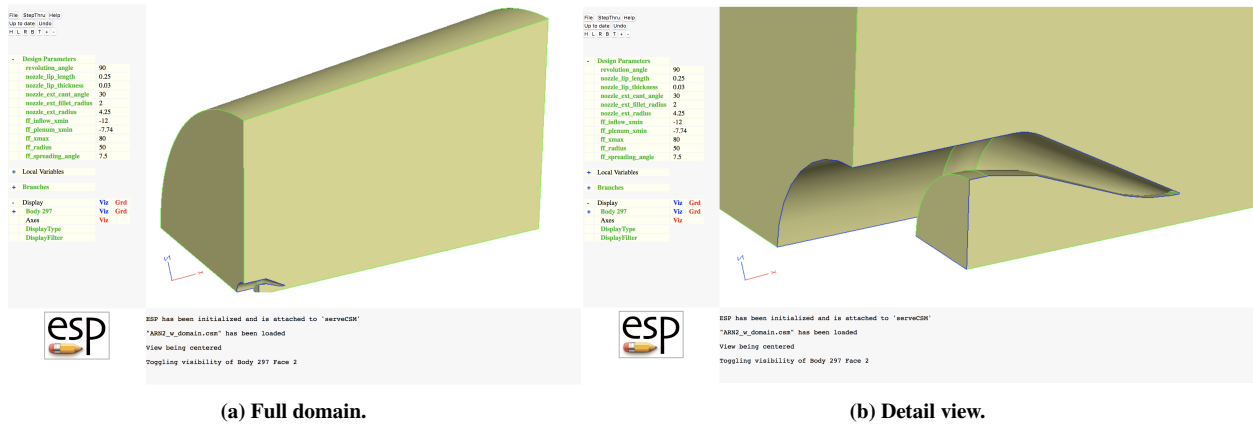 File StepThru Help
Up to date Undo
H L R B T + -
- Design Parameters
revolution_angle 90
nozzle_lip_length 0.25
nozzle_lip_thickness 0.03
nozzle_ext_cant_angle 30
nozzle_ext_fillet_radius 2
nozzle_ext_radius 4.25
ff_inflow_xmin -12
ff_plenum_xmin -7.74
ff_xmax 80
ff_radius 50
ff_spreading_angle 7.5
+ Local Variables
+ Branches
- Display Viz Grd
+ Body 297 Viz Grd
Axes Viz
DisplayType
DisplayFilter
Z
X
esp
ESP has been initialized and is attached to 'serveCSM'
"ARN2_w_domain.csm" has been loaded
View being centered
Toggling visibility of Body 297 Face 2
(a) Full domain.
File StepThru Help
Up to date Undo
H L R B T + -
- Design Parameters
revolution_angle 90
nozzle_lip_length 0.25
nozzle_lip_thickness 0.03
nozzle_ext_cant_angle 30
nozzle_ext_fillet_radius 2
nozzle_ext_radius 4.25
ff_inflow_xmin -12
ff_plenum_xmin -7.74
ff_xmax 80
ff_radius 50
ff_spreading_angle 7.5
+ Local Variables
+ Branches
- Display Viz Grd
+ Body 297 Viz Grd
Axes Viz
DisplayType
DisplayFilter
Z
X
esp
ESP has been initialized and is attached to 'serveCSM'
"ARN2_w_domain.csm" has been loaded
View being centered
Toggling visibility of Body 297 Face 2
(b) Detail view.